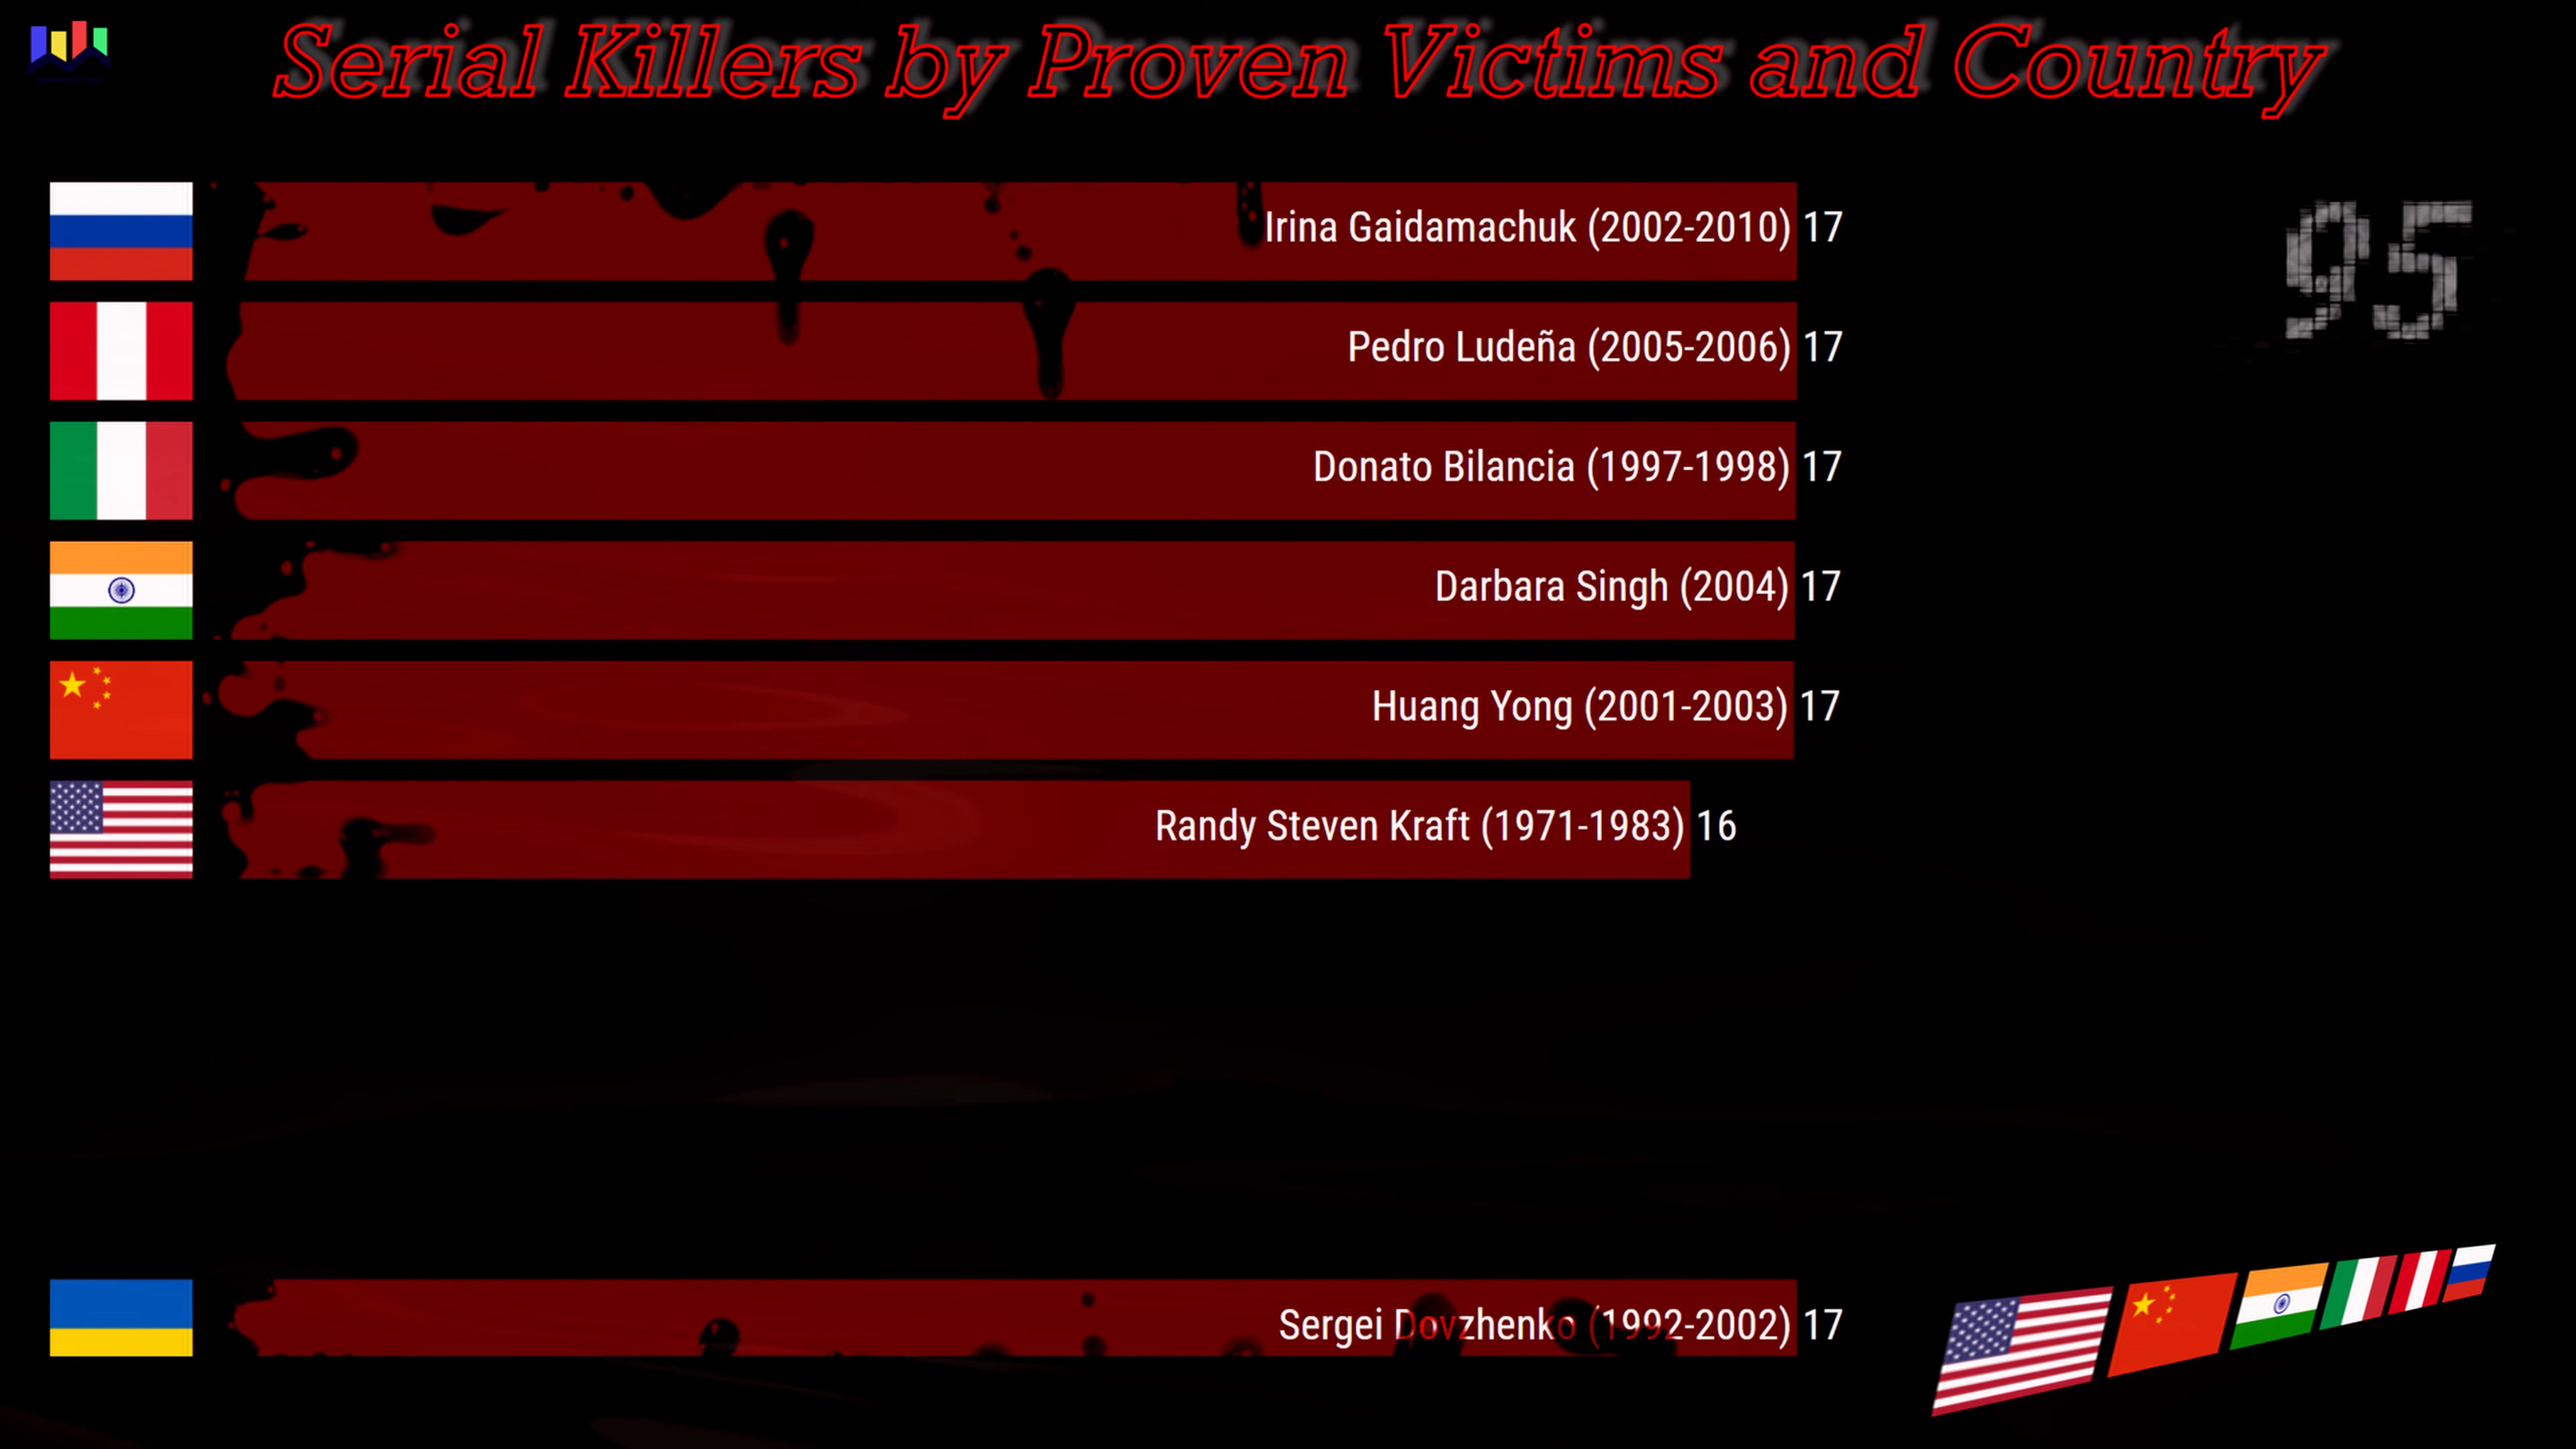 Serial Killers by Proven Victims and Country
95
Irina Gaidamachuk (2002-2010) 17
Pedro Ludeña (2005-2006) 17
Donato Bilancia (1997-1998) 17
Darbara Singh (2004) 17
Huang Yong (2001-2003) 17
Randy Steven Kraft (1971-1983) 16
Sergei Dovzhenko (1992-2002) 17